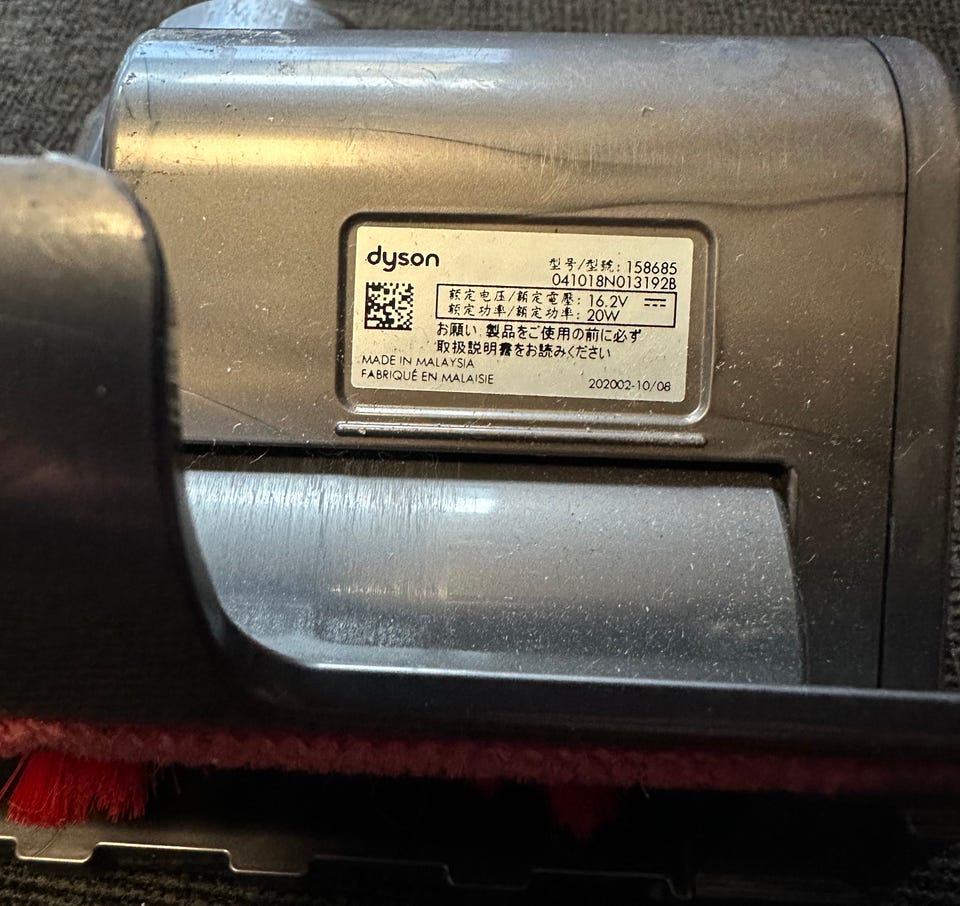 dyson
型号/型號: 158685
041018N013192B
额定电压/額定電壓: 16.2V
额定功率/額定功率: 20W
お願い: 製品をご使用の前に必ず
取扱説明書をお読みください
MADE IN MALAYSIA
FABRIQUÉ EN MALAISIE
202002-10/08